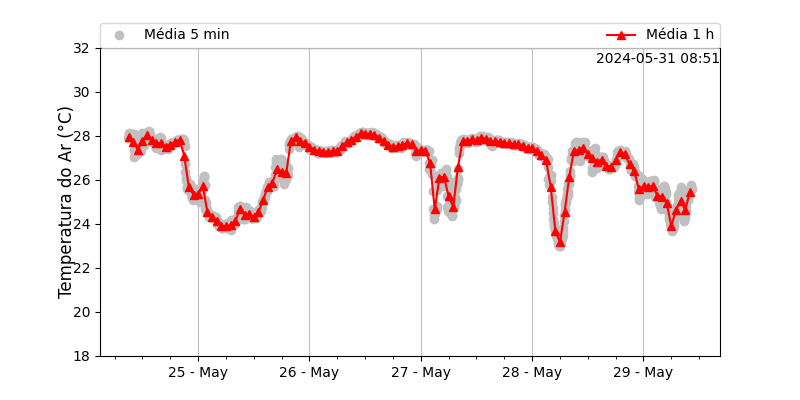 Média 5 min
Média 1 h
2024-05-31 08:51
Temperatura do Ar (°C)
32
30
28
26
24
22
20
18
25 - May
26 - May
27 - May
28 - May
29 - May